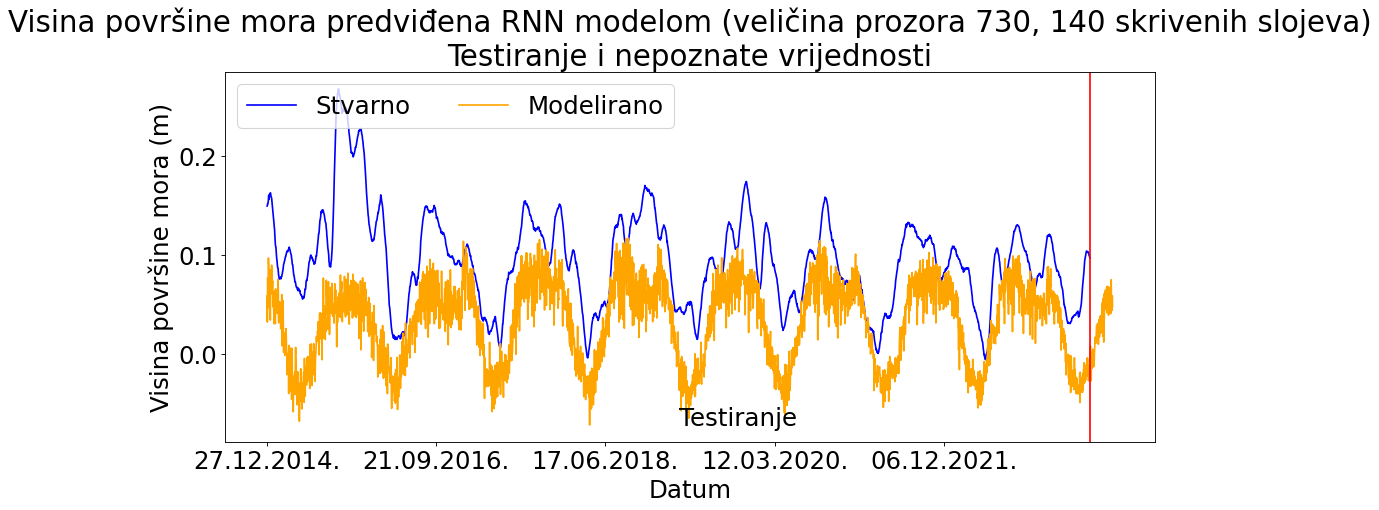 Visina površine mora predviđena RNN modelom (veličina prozora 730, 140 skrivenih slojeva)
Testiranje i nepoznate vrijednosti
Stvarno Modelirano
Visina površine mora (m)
0.2
0.1
0.0
Testiranje
27.12.2014. 21.09.2016. 17.06.2018. 12.03.2020. 06.12.2021.
Datum